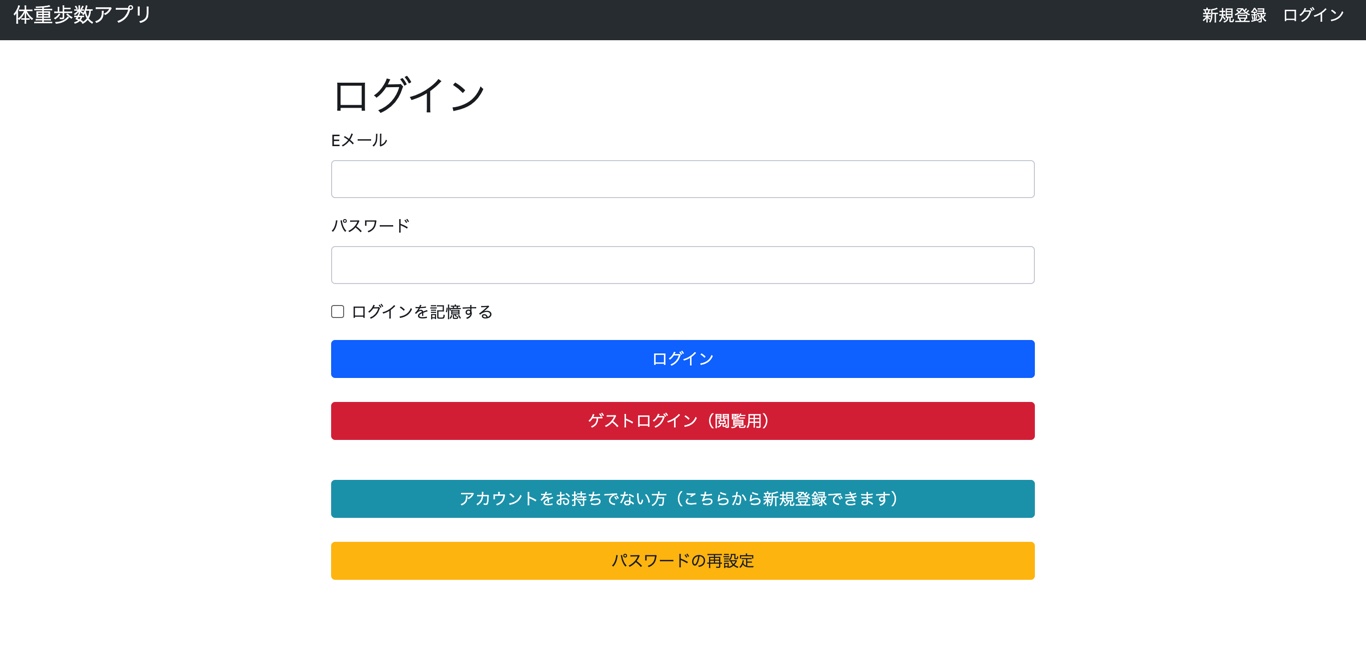 体重歩数アプリ
新規登録 ログイン
ログイン
Eメール
パスワード
ログインを記憶する
ログイン
ゲストログイン（閲覧用）
アカウントをお持ちでない方（こちらから新規登録できます）
パスワードの再設定